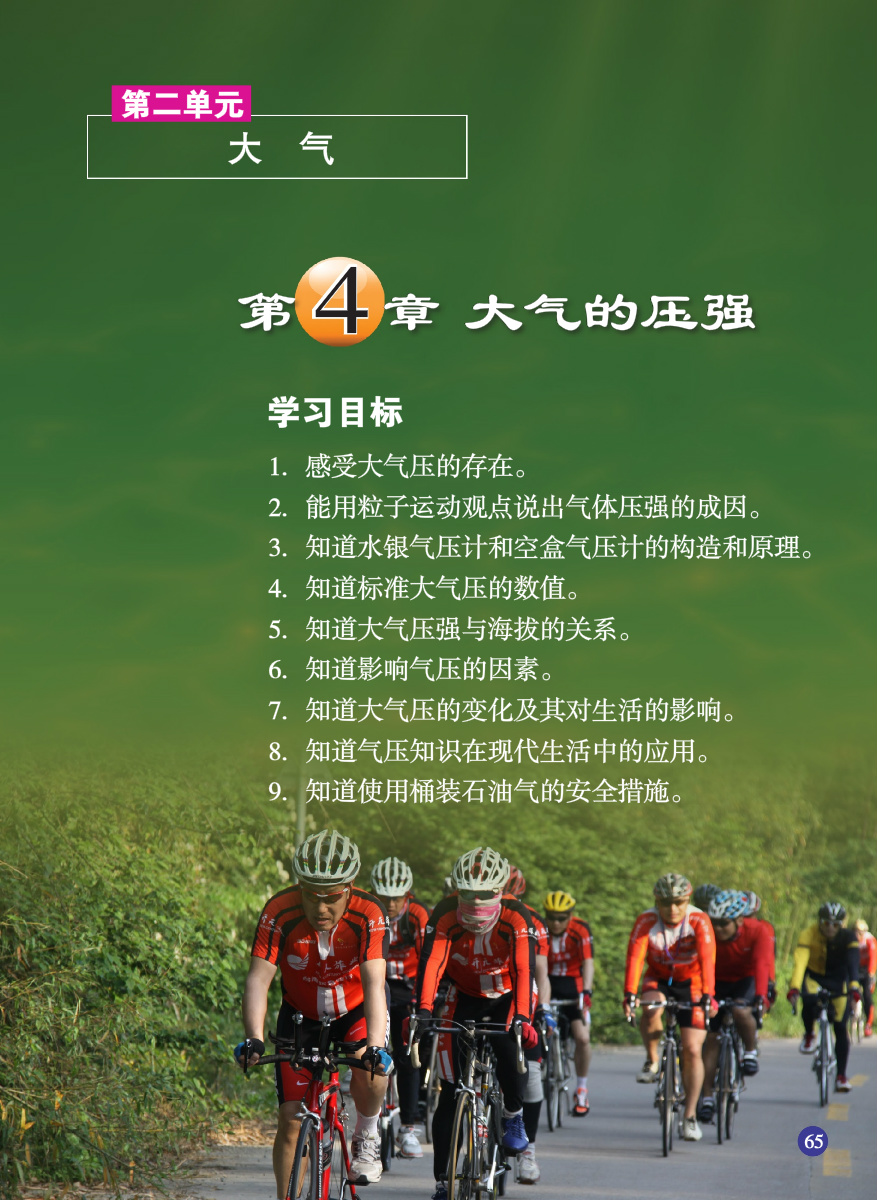 第二单元
大 气
第4章 大气的压强
学习目标
1. 感受大气压的存在。
2. 能用粒子运动观点说出气体压强的成因。
3. 知道水银气压计和空盒气压计的构造和原理。
4. 知道标准大气压的数值。
5. 知道大气压强与海拔的关系。
6. 知道影响气压的因素。
7. 知道大气压的变化及其对生活的影响。
8. 知道气压知识在现代生活中的应用。
9. 知道使用桶装石油气的安全措施。
65